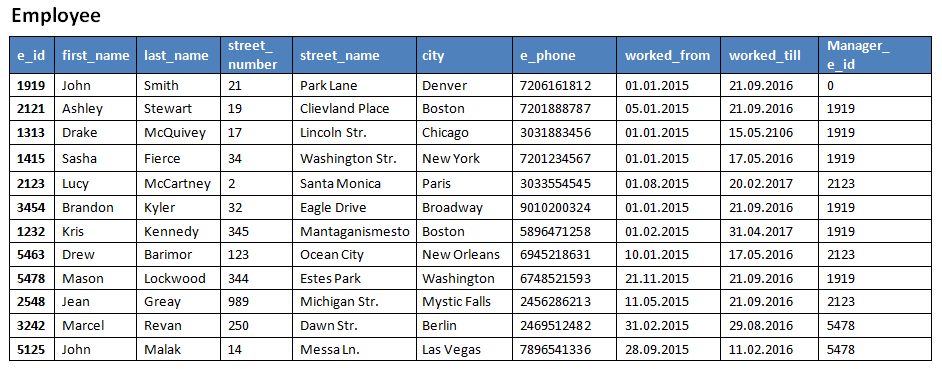 Employee
e_id first_name last_name street_ number street_name city e_phone worked_from worked_till Manager_ e_id
1919 John Smith 21 Park Lane Denver 7206161812 01.01.2015 21.09.2016 0
2121 Ashley Stewart 19 Clievland Place Boston 7201888787 05.01.2015 21.09.2016 1919
1313 Drake McQuivey 17 Lincoln Str. Chicago 3031883456 01.01.2015 15.05.2106 1919
1415 Sasha Fierce 34 Washington Str. New York 7201234567 01.01.2015 17.05.2016 1919
2123 Lucy McCartney 2 Santa Monica Paris 3033554545 01.08.2015 20.02.2017 2123
3454 Brandon Kyler 32 Eagle Drive Broadway 9010200324 01.01.2015 21.09.2016 1919
1232 Kris Kennedy 345 Mantaganismesto Boston 5896471258 01.02.2015 31.04.2017 1919
5463 Drew Barimor 123 Ocean City New Orleans 6945218631 10.01.2015 17.05.2016 2123
5478 Mason Lockwood 344 Estes Park Washington 6748521593 21.11.2015 21.09.2016 1919
2548 Jean Greay 989 Michigan Str. Mystic Falls 2456286213 11.05.2015 21.09.2016 2123
3242 Marcel Revan 250 Dawn Str. Berlin 2469512482 31.02.2015 29.08.2016 5478
5125 John Malak 14 Messa Ln. Las Vegas 7896541336 28.09.2015 11.02.2016 5478